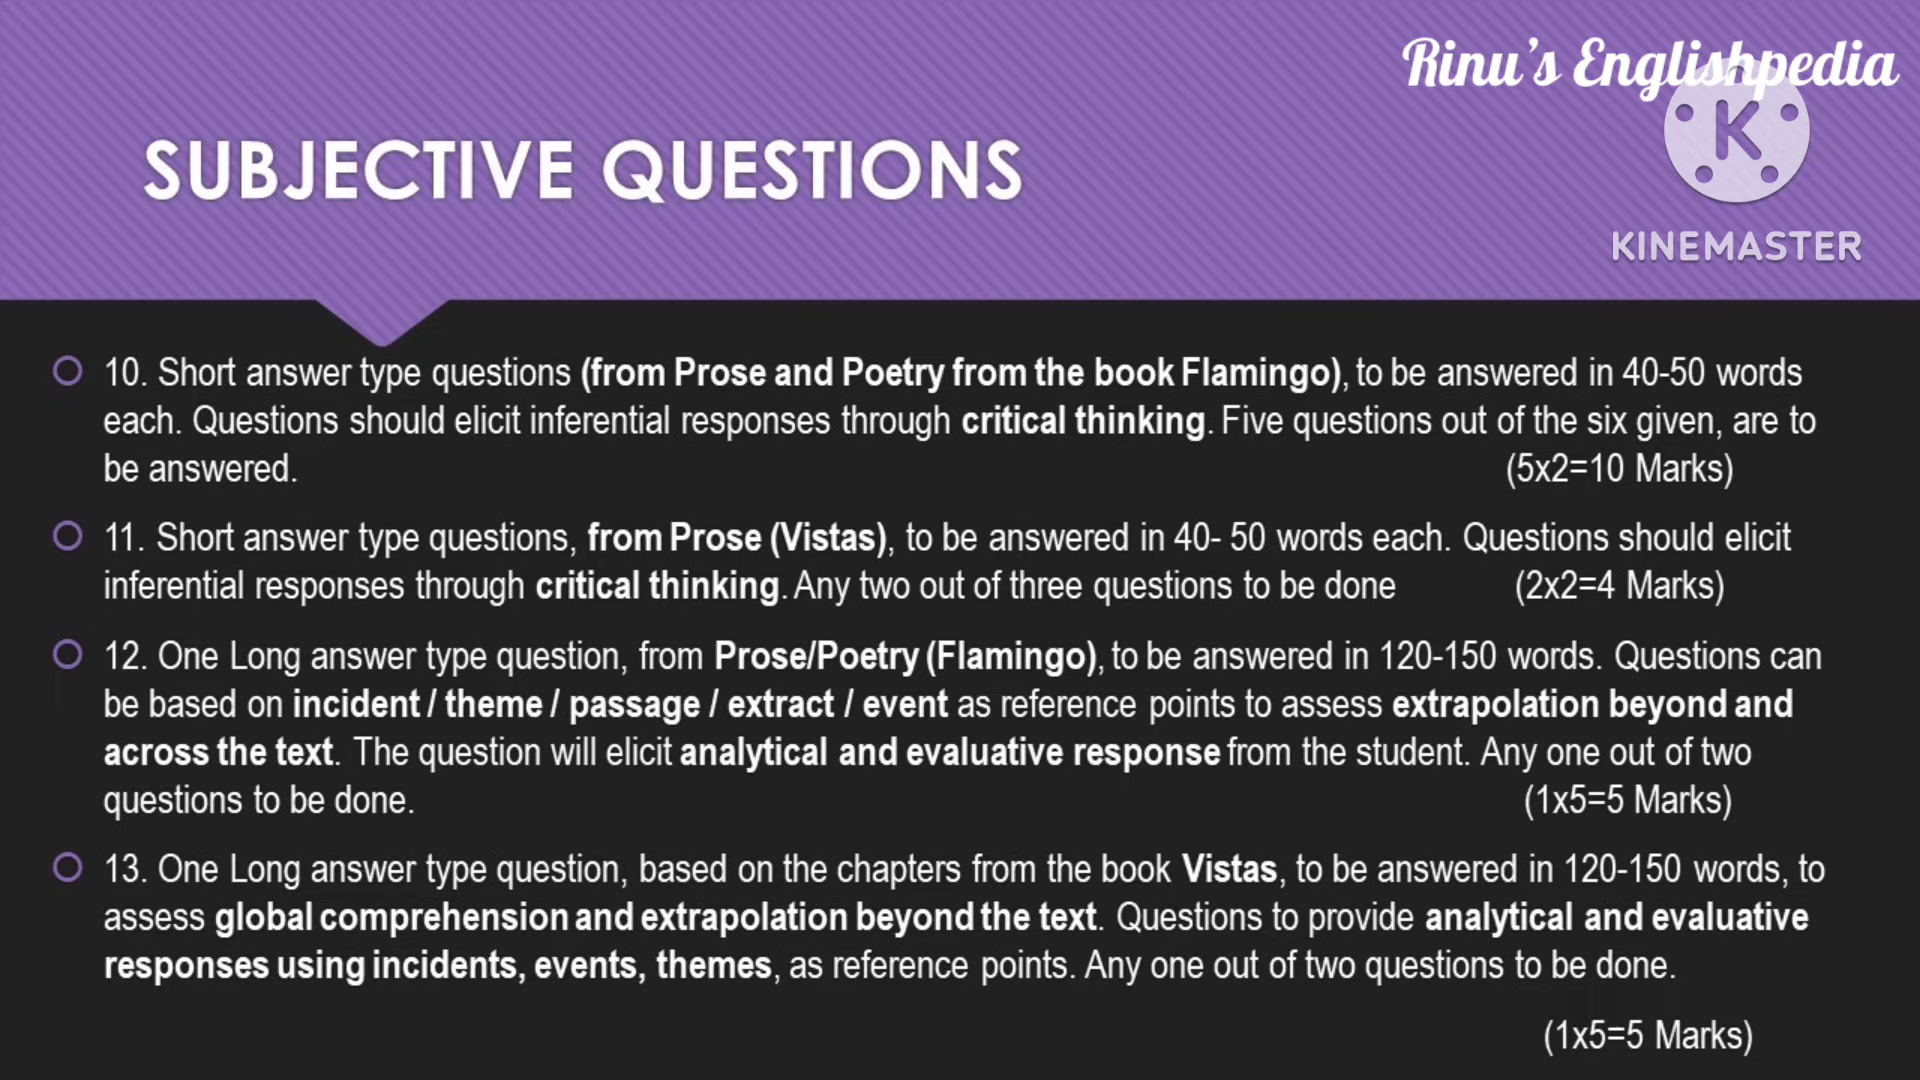 Rinu's Englishpedia
K
KINEMASTER
SUBJECTIVE QUESTIONS
10. Short answer type questions (from Prose and Poetry from the book Flamingo), to be answered in 40-50 words
each. Questions should elicit inferential responses through critical thinking. Five questions out of the six given, are to
be answered. (5x2=10 Marks)
11. Short answer type questions, from Prose (Vistas), to be answered in 40- 50 words each. Questions should elicit
inferential responses through critical thinking. Any two out of three questions to be done (2x2=4 Marks)
12. One Long answer type question, from Prose/Poetry (Flamingo), to be answered in 120-150 words. Questions can
be based on incident / theme / passage / extract / event as reference points to assess extrapolation beyond and
across the text. The question will elicit analytical and evaluative response from the student. Any one out of two
questions to be done. (1x5=5 Marks)
13. One Long answer type question, based on the chapters from the book Vistas, to be answered in 120-150 words, to
assess global comprehension and extrapolation beyond the text. Questions to provide analytical and evaluative
responses using incidents, events, themes, as reference points. Any one out of two questions to be done.
(1x5=5 Marks)